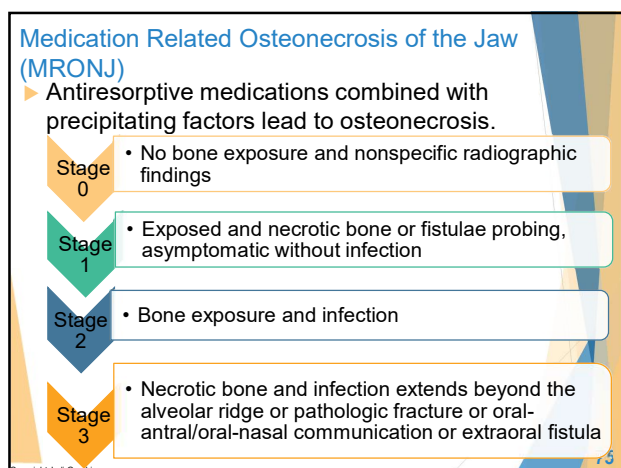 Medication Related Osteonecrosis of the Jaw
(MRONJ)
Antiresorptive medications combined with
precipitating factors lead to osteonecrosis.
Stage
0
• No bone exposure and nonspecific radiographic
findings
Stage
1
• Exposed and necrotic bone or fistulae probing,
asymptomatic without infection
Stage
2
• Bone exposure and infection
Stage
3
• Necrotic bone and infection extends beyond the
alveolar ridge or pathologic fracture or oral-
antral/oral-nasal communication or extraoral fistula
75